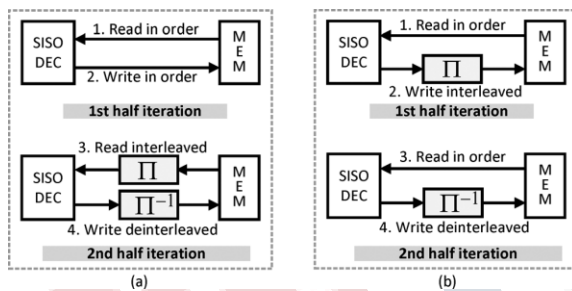 1. Read in order
SISO
DEC
M
E
M
2. Write in order
1st half iteration
3. Read interleaved
SISO
DEC
Π
Π⁻¹
M
E
M
4. Write deinterleaved
2nd half iteration
(a)
1. Read in order
SISO
DEC
Π
M
E
M
2. Write interleaved
1st half iteration
3. Read in order
SISO
DEC
Π⁻¹
M
E
M
4. Write deinterleaved
2nd half iteration
(b)